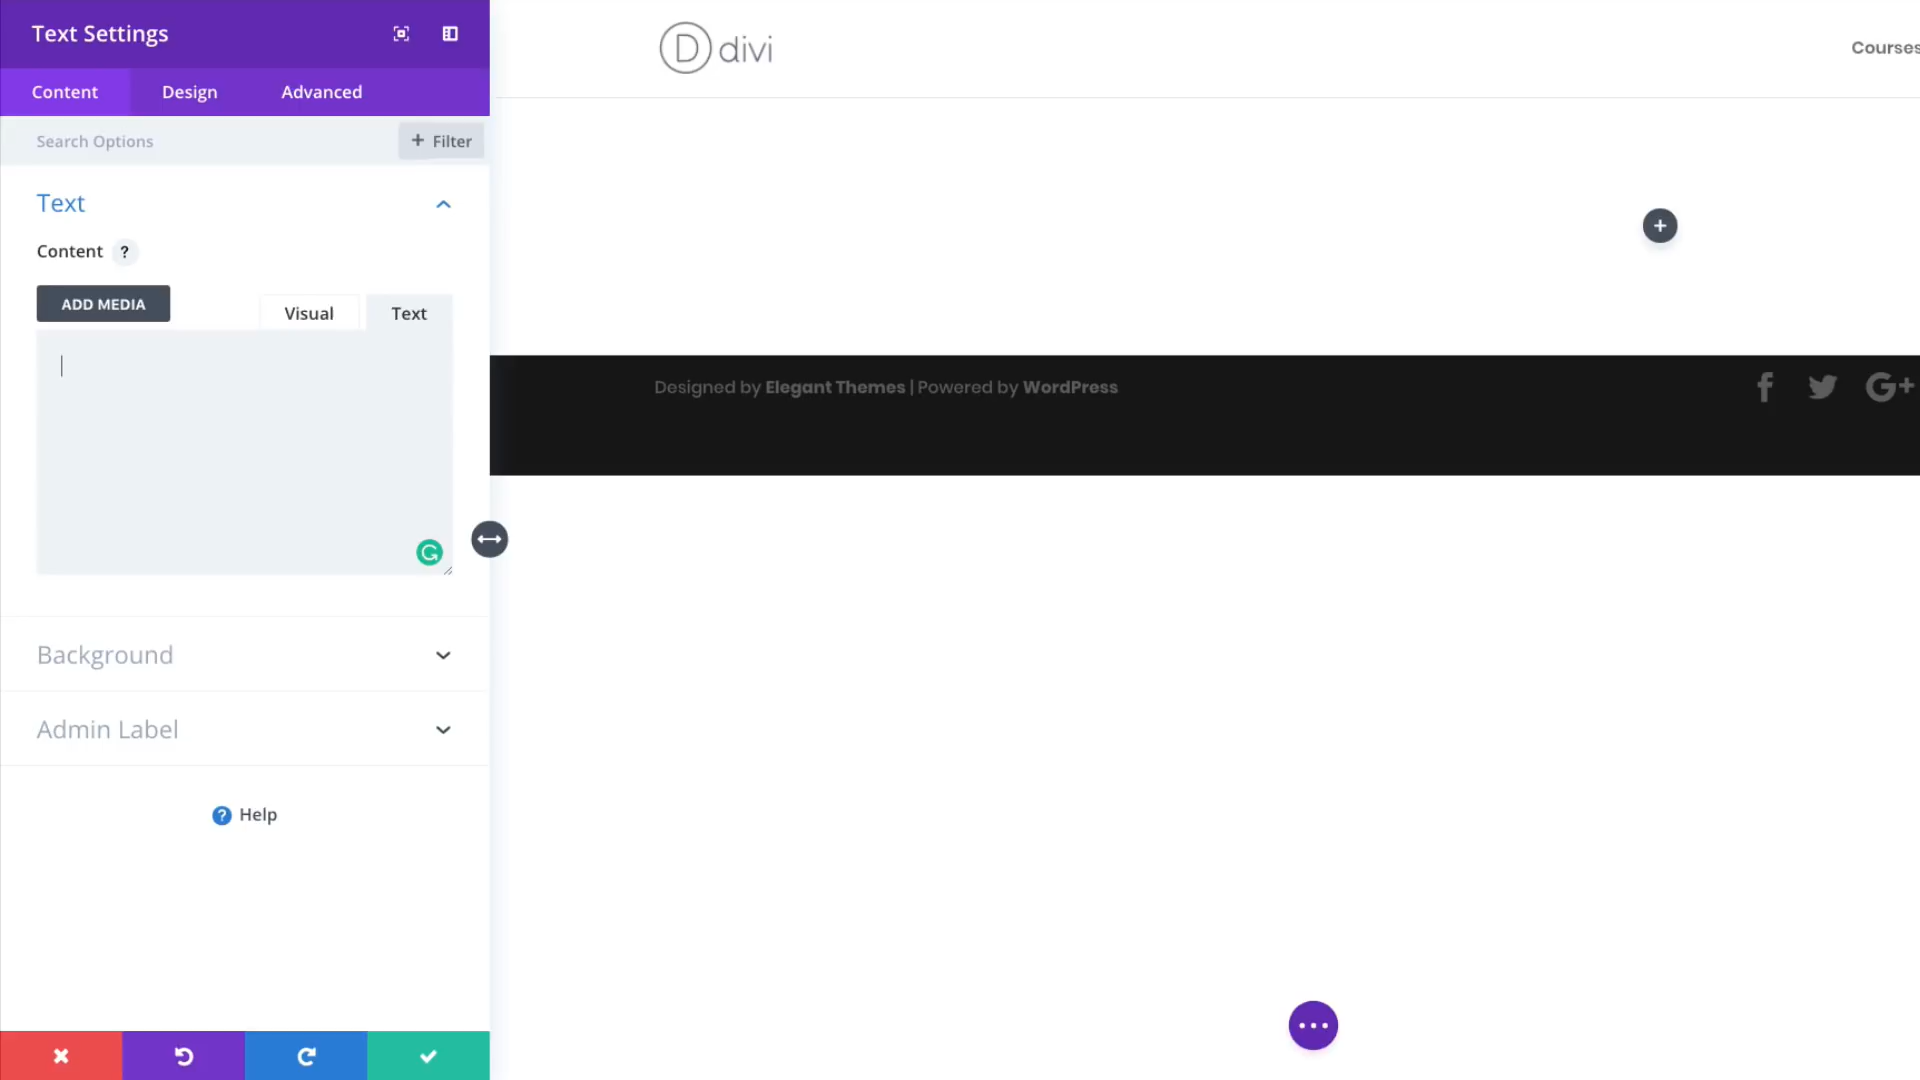 Text Settings
Content Design Advanced
Search Options
+ Filter
Text
Content ?
ADD MEDIA
Visual
Text
Background
Admin Label
? Help
D divi
Courses
+
Designed by Elegant Themes | Powered by WordPress